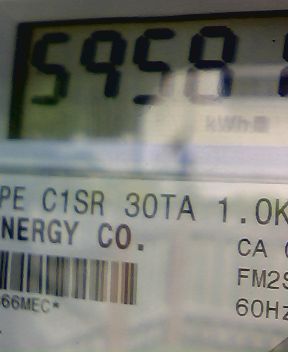 5958
kWh
PE C1SR 30TA 1.0K
NERGY CO.
CA
FM2S
66MEC*
60Hz